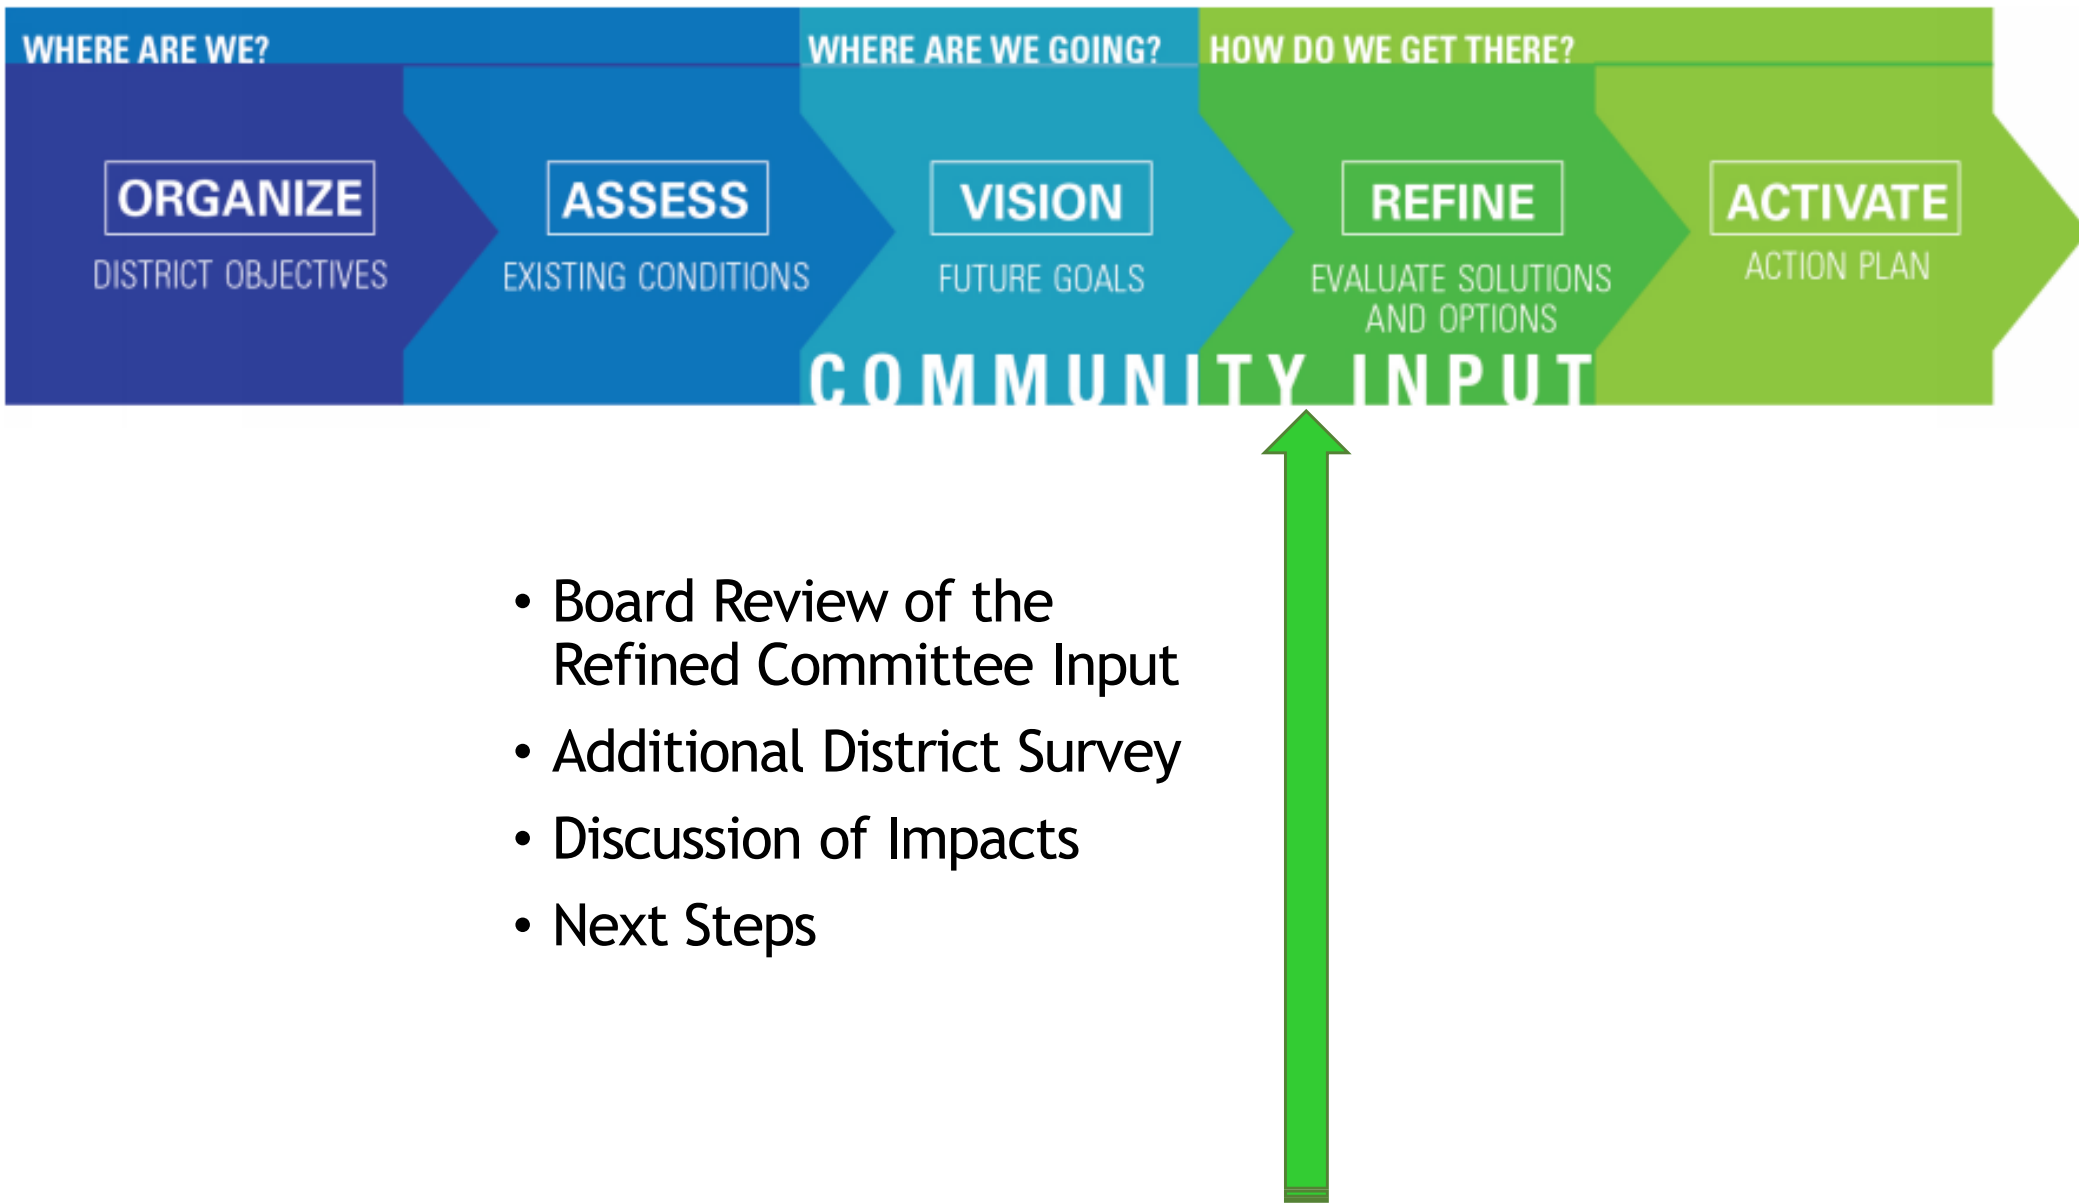 WHERE ARE WE?
WHERE ARE WE GOING?
HOW DO WE GET THERE?
ORGANIZE
DISTRICT OBJECTIVES
ASSESS
EXISTING CONDITIONS
VISION
FUTURE GOALS
REFINE
EVALUATE SOLUTIONS
AND OPTIONS
ACTIVATE
ACTION PLAN
COMMUNITY INPUT
• Board Review of the
Refined Committee Input
• Additional District Survey
• Discussion of Impacts
• Next Steps